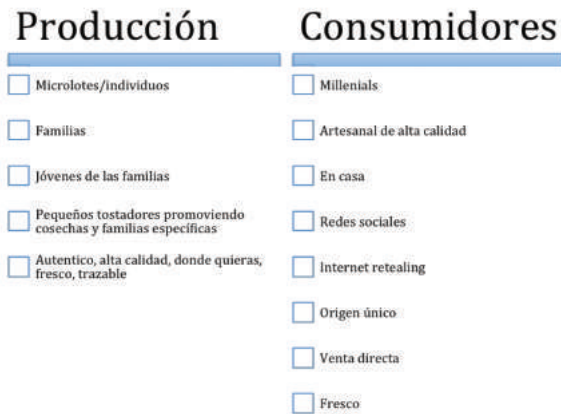 Producción
Microlotes/individuos
Familias
Jóvenes de las familias
Pequeños tostadores promoviendo
cosechas y familias específicas
Autentico, alta calidad, donde quieras,
fresco, trazable
Consumidores
Millenials
Artesanal de alta calidad
En casa
Redes sociales
Internet retealing
Origen único
Venta directa
Fresco